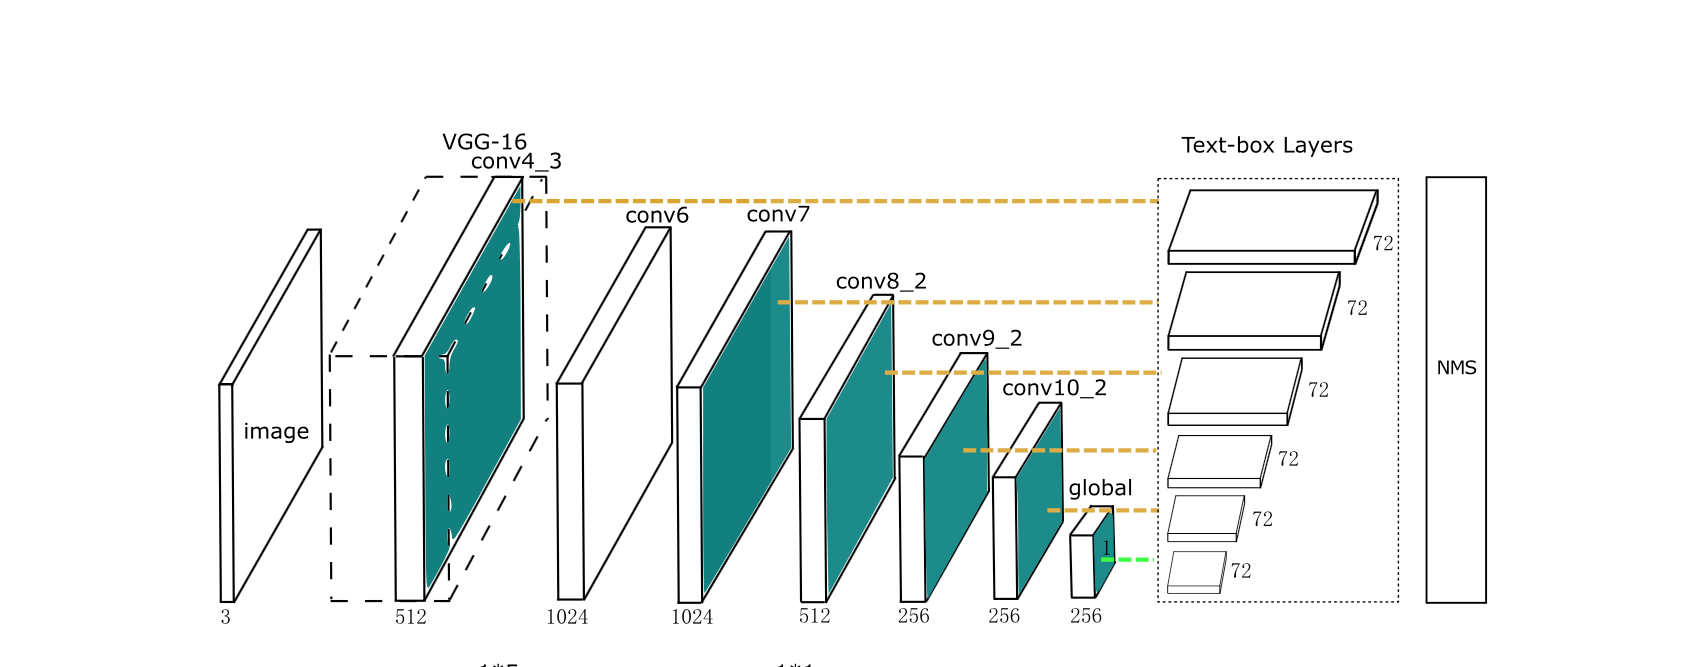 VGG-16
conv4_3
Text-box Layers
conv6
conv7
72
conv8_2
72
conv9_2
NMS
conv10_2
72
image
72
global
72
1
72
3
512
1024
1024
512
256
256
256